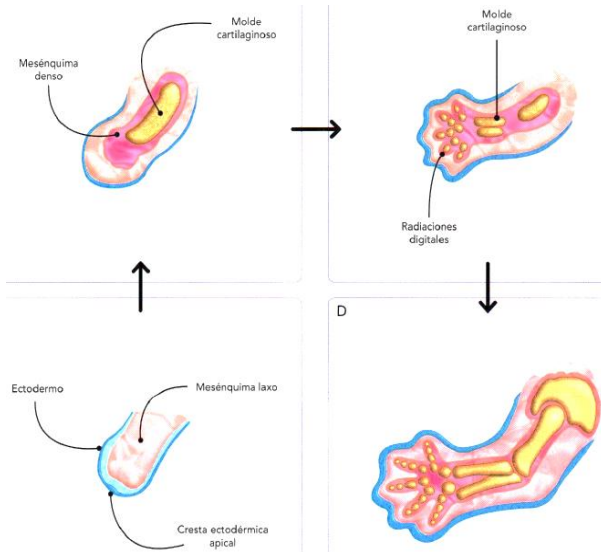 Molde
cartilaginoso
Mesénquima
denso
Molde
cartilaginoso
Radiaciones
digitales
Ectodermo
Mesénquima laxo
Cresta ectodérmica
apical
D